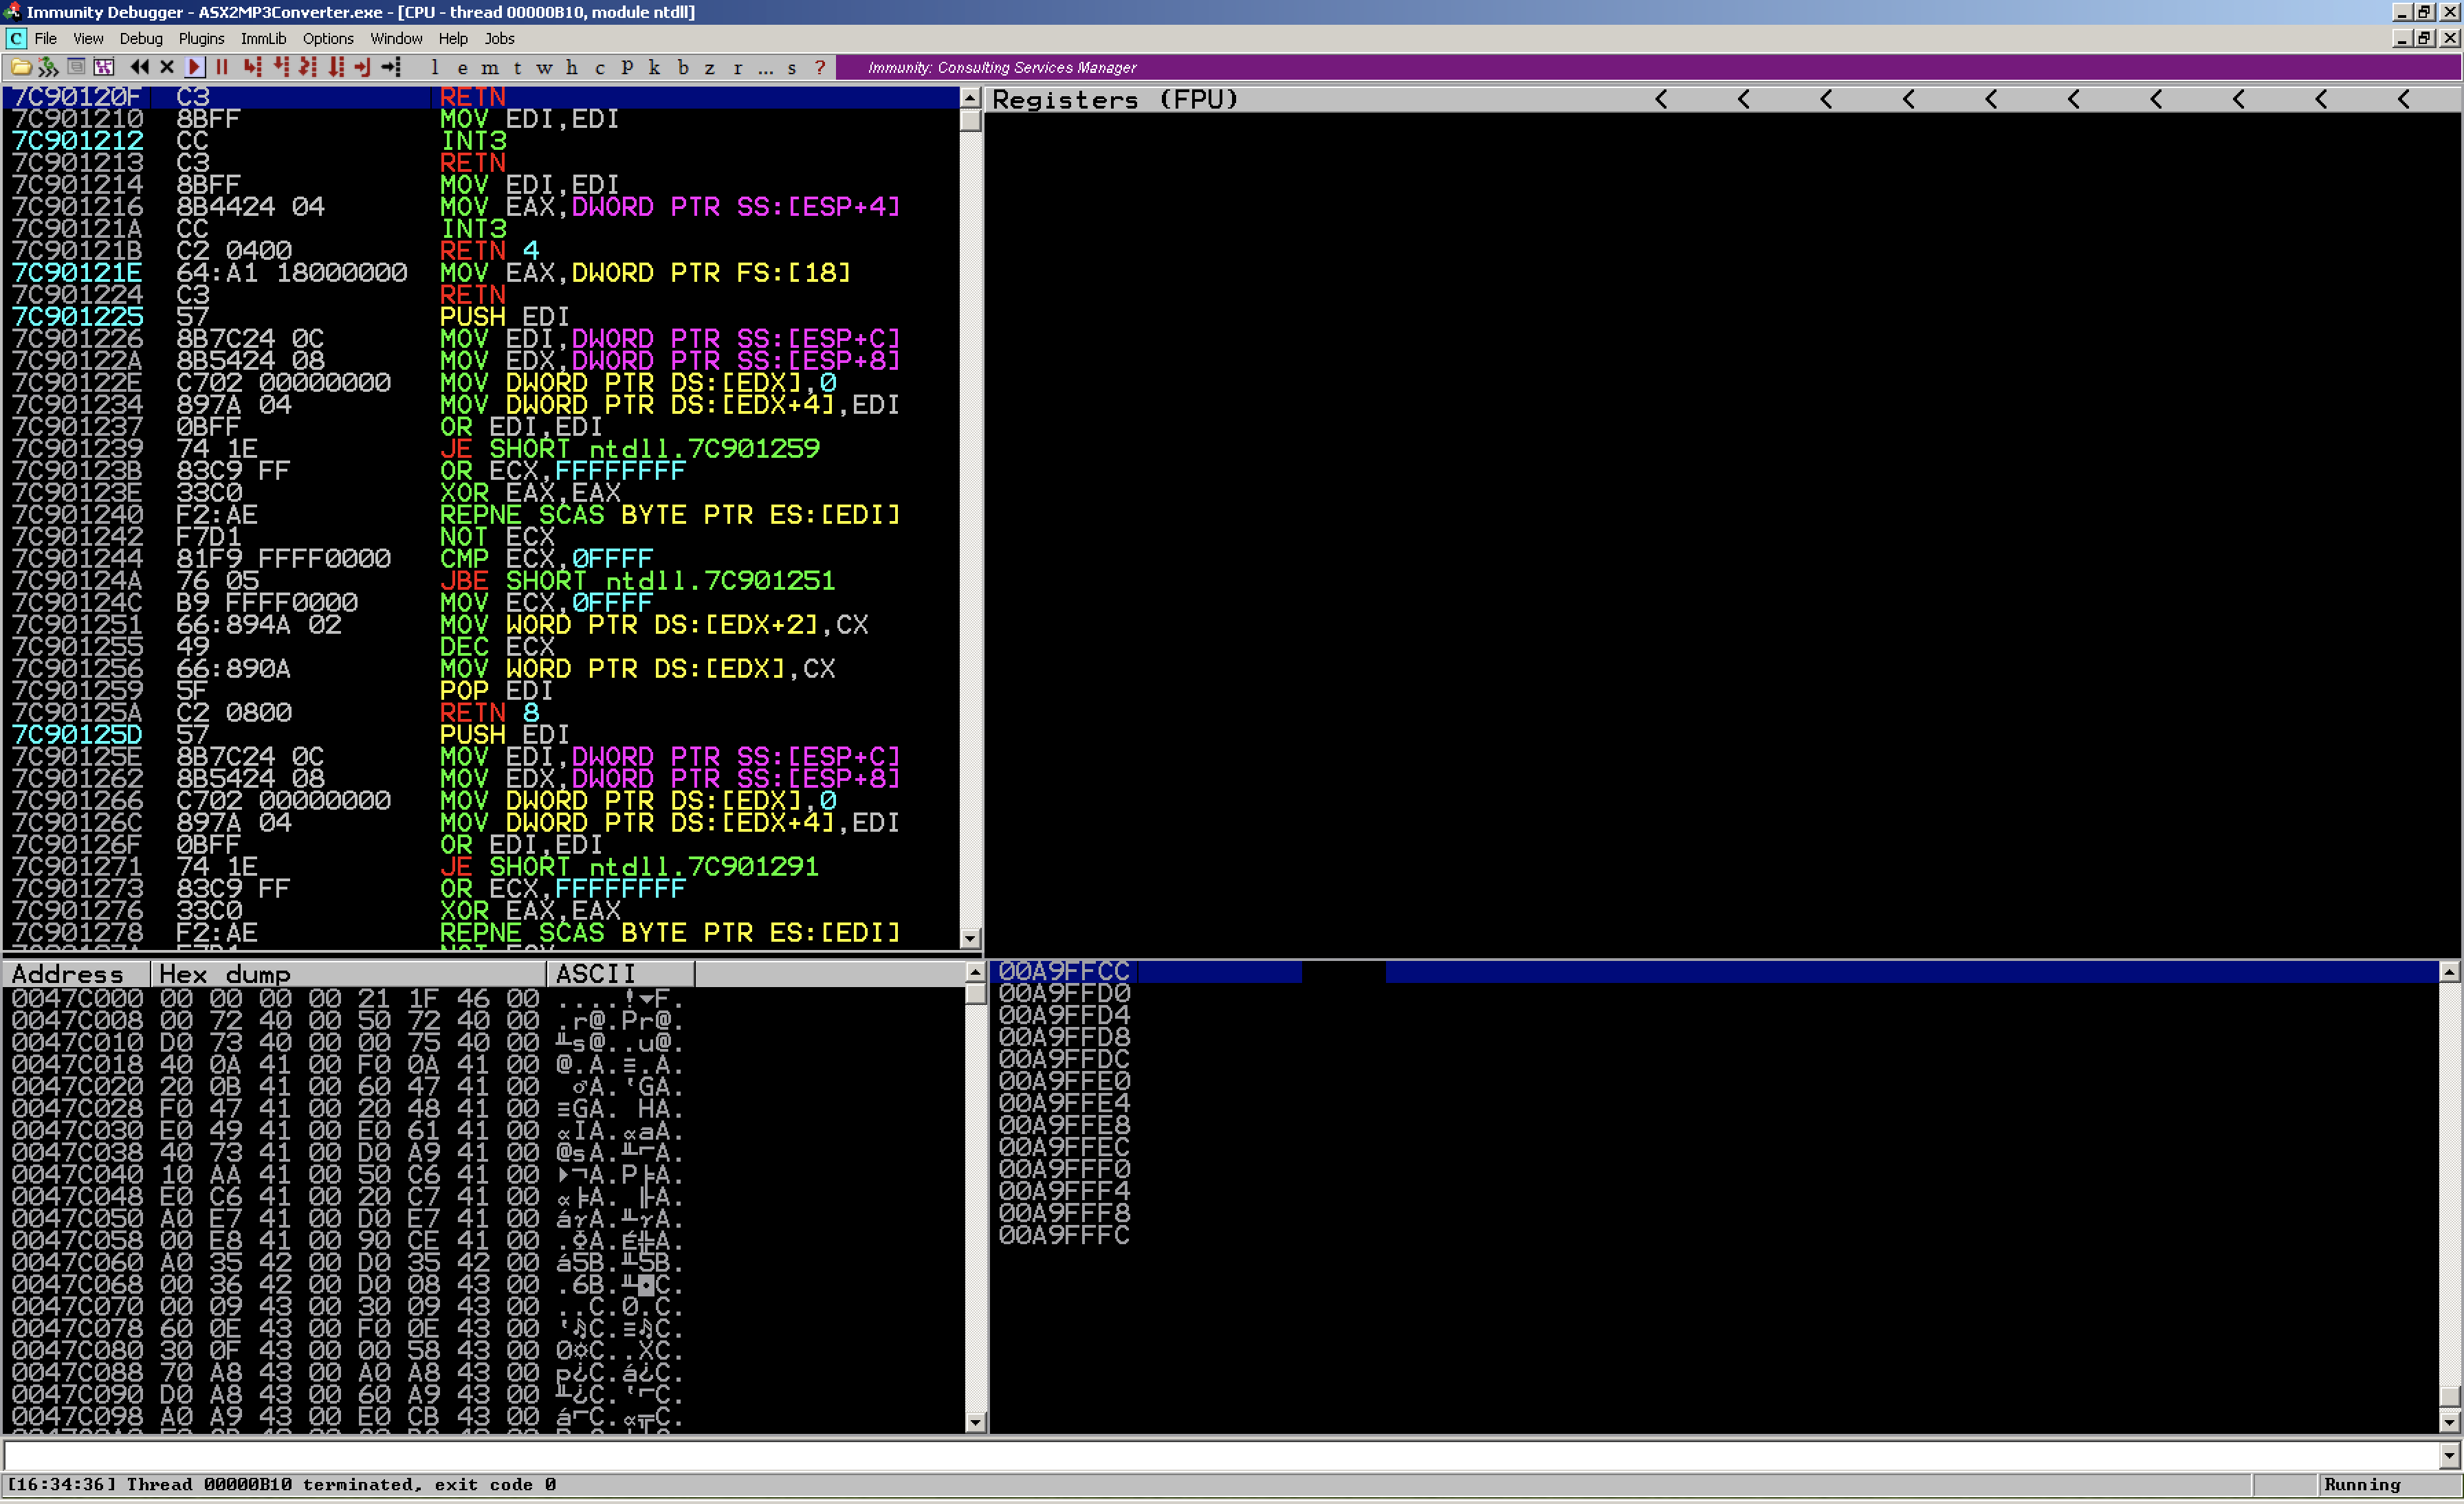 Immunity Debugger - ASX2MP3Converter.exe - [CPU - thread 00000B10, module ntdll]
C File View Debug Plugins ImmLib Options Window Help Jobs
l e m t w h c p k b z r ... s ? Immunity: Consulting Services Manager
7C90120F C3 RETN
7C901210 8BFF MOV EDI,EDI
7C901212 CC INT3
7C901213 C3 RETN
7C901214 8BFF MOV EDI,EDI
7C901216 8B4424 04 MOV EAX,DWORD PTR SS:[ESP+4]
7C90121A CC INT3
7C90121B C2 0400 RETN 4
7C90121E 64:A1 18000000 MOV EAX,DWORD PTR FS:[18]
7C901224 C3 RETN
7C901225 57 PUSH EDI
7C901226 8B7C24 0C MOV EDI,DWORD PTR SS:[ESP+C]
7C90122A 8B5424 08 MOV EDX,DWORD PTR SS:[ESP+8]
7C90122E C702 00000000 MOV DWORD PTR DS:[EDX],0
7C901234 897A 04 MOV DWORD PTR DS:[EDX+4],EDI
7C901237 0BFF OR EDI,EDI
7C901239 74 1E JE SHORT ntdll.7C901259
7C90123B 83C9 FF OR ECX,FFFFFFFF
7C90123E 33C0 XOR EAX,EAX
7C901240 F2:AE REPNE SCAS BYTE PTR ES:[EDI]
7C901242 F7D1 NOT ECX
7C901244 81F9 FFFF0000 CMP ECX,0FFFF
7C90124A 76 05 JBE SHORT ntdll.7C901251
7C90124C B9 FFFF0000 MOV ECX,0FFFF
7C901251 66:894A 02 MOV WORD PTR DS:[EDX+2],CX
7C901255 49 DEC ECX
7C901256 66:890A MOV WORD PTR DS:[EDX],CX
7C901259 5F POP EDI
7C90125A C2 0800 RETN 8
7C90125D 57 PUSH EDI
7C90125E 8B7C24 0C MOV EDI,DWORD PTR SS:[ESP+C]
7C901262 8B5424 08 MOV EDX,DWORD PTR SS:[ESP+8]
7C901266 C702 00000000 MOV DWORD PTR DS:[EDX],0
7C90126C 897A 04 MOV DWORD PTR DS:[EDX+4],EDI
7C90126F 0BFF OR EDI,EDI
7C901271 74 1E JE SHORT ntdll.7C901291
7C901273 83C9 FF OR ECX,FFFFFFFF
7C901276 33C0 XOR EAX,EAX
7C901278 F2:AE REPNE SCAS BYTE PTR ES:[EDI]
Registers (FPU) < < < < < < < < < <
Address Hex dump ASCII
0047C000 00 00 00 00 21 1F 46 00 ....!▼F.
0047C008 00 72 40 00 50 72 40 00 .r@.Pr@.
0047C010 D0 73 40 00 00 75 40 00 ╨s@..u@.
0047C018 40 0A 41 00 F0 0A 41 00 @.A.≡.A.
0047C020 20 0B 41 00 60 47 41 00  ♂A.'GA.
0047C028 F0 47 41 00 20 48 41 00 ≡GA. HA.
0047C030 E0 49 41 00 E0 61 41 00 αIA.αaA.
0047C038 40 73 41 00 D0 A9 41 00 @sA.╨⌐A.
0047C040 10 AA 41 00 50 C6 41 00 ►¬A.P╞A.
0047C048 E0 C6 41 00 20 C7 41 00 α╞A. ╟A.
0047C050 A0 E7 41 00 D0 E7 41 00 áτA.╨τA.
0047C058 00 E8 41 00 90 CE 41 00 .ΦA.É╬A.
0047C060 A0 35 42 00 D0 35 42 00 á5B.╨5B.
0047C068 00 36 42 00 D0 08 43 00 .6B.╨◘C.
0047C070 00 09 43 00 30 09 43 00 ..C.0.C.
0047C078 60 0E 43 00 F0 0E 43 00 '♫C.≡♫C.
0047C080 30 0F 43 00 00 58 43 00 0☼C..XC.
0047C088 70 A8 43 00 A0 A8 43 00 p¿C.á¿C.
0047C090 D0 A8 43 00 60 A9 43 00 ╨¿C.'⌐C.
0047C098 A0 A9 43 00 E0 CB 43 00 á⌐C.α╦C.
00A9FFCC
00A9FFD0
00A9FFD4
00A9FFD8
00A9FFDC
00A9FFE0
00A9FFE4
00A9FFE8
00A9FFEC
00A9FFF0
00A9FFF4
00A9FFF8
00A9FFFC
[16:34:36] Thread 00000B10 terminated, exit code 0
Running